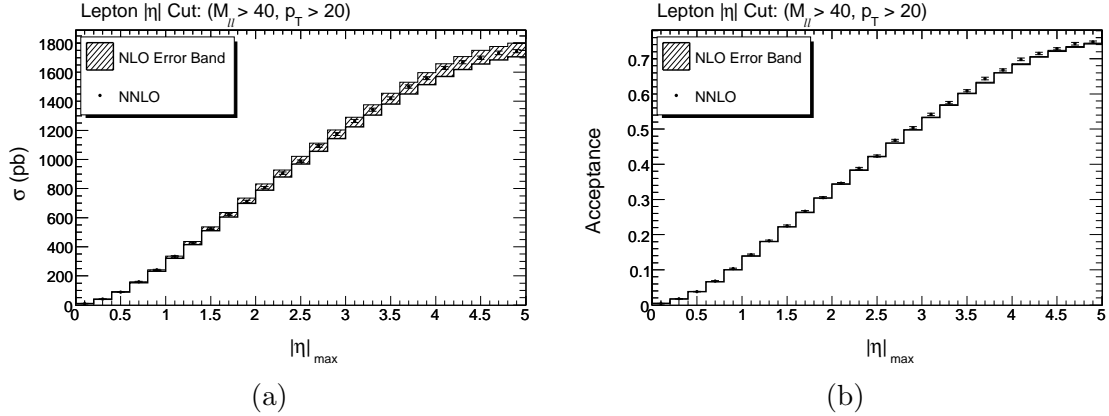 Lepton |η| Cut: (M_ll > 40, p_T > 20)
NLO Error Band
NNLO
σ (pb)
1800
1600
1400
1200
1000
800
600
400
200
0
0 0.5 1 1.5 2 2.5 3 3.5 4 4.5 5
|η|_max
(a)
Lepton |η| Cut: (M_ll > 40, p_T > 20)
NLO Error Band
NNLO
Acceptance
0.7
0.6
0.5
0.4
0.3
0.2
0.1
0
0 0.5 1 1.5 2 2.5 3 3.5 4 4.5 5
|η|_max
(b)